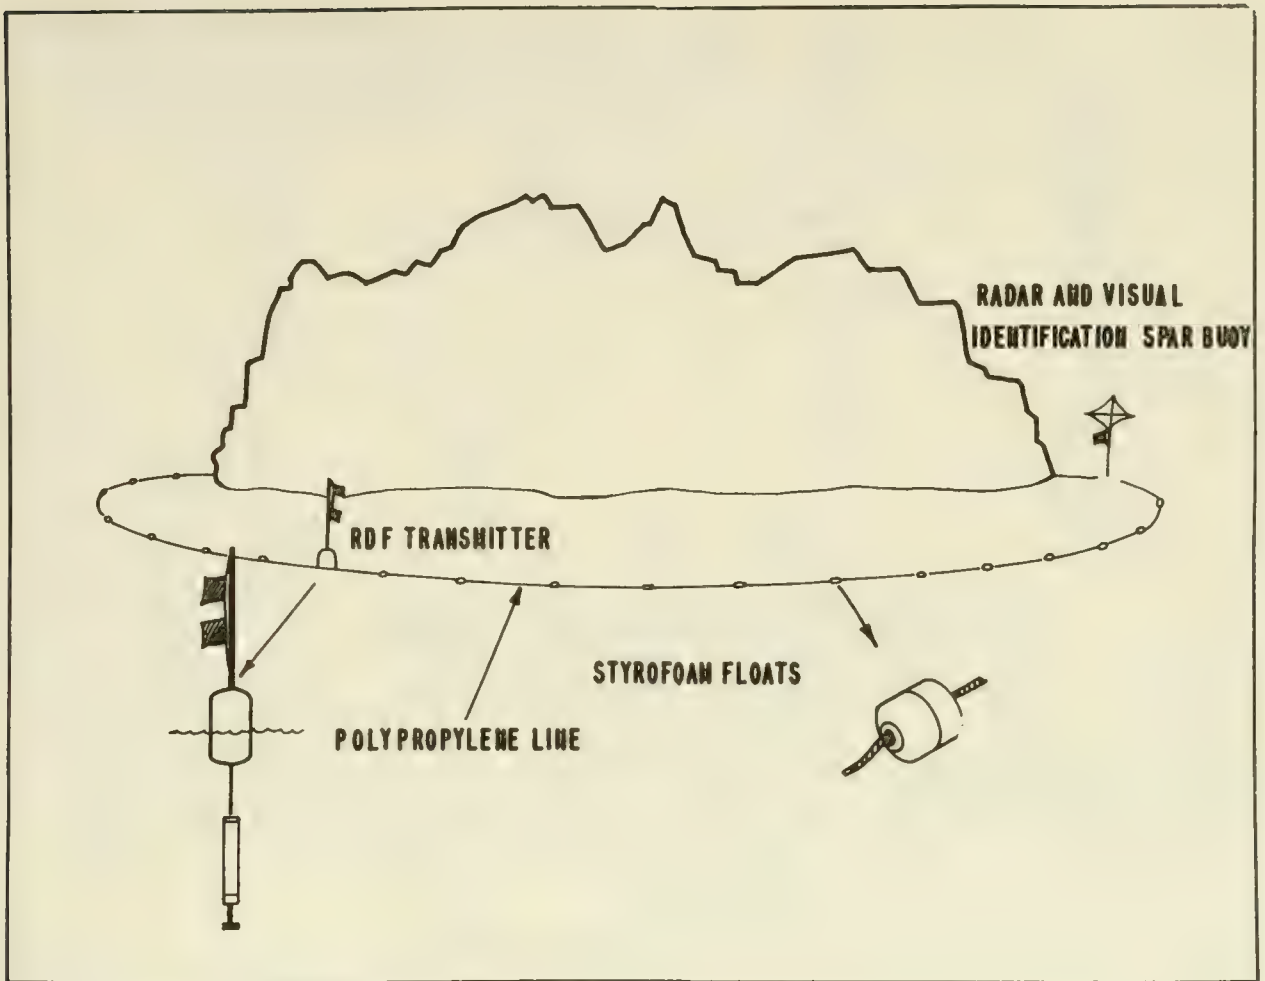 RADAR AND VISUAL
IDENTIFICATION SPAR BUOY
RDF TRANSMITTER
STYROFOAM FLOATS
POLYPROPYLENE LINE